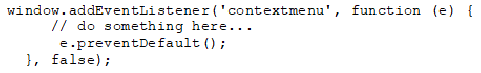 window.addEventListener('contextmenu', function (e) {
    // do something here...
     e.preventDefault();
  }, false);